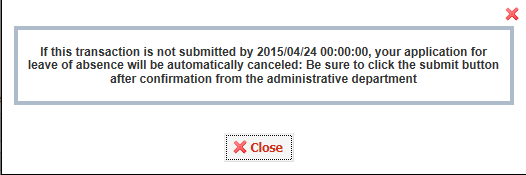 If this transaction is not submitted by 2015/04/24 00:00:00, your application for
leave of absence will be automatically canceled: Be sure to click the submit button
after confirmation from the administrative department
Close